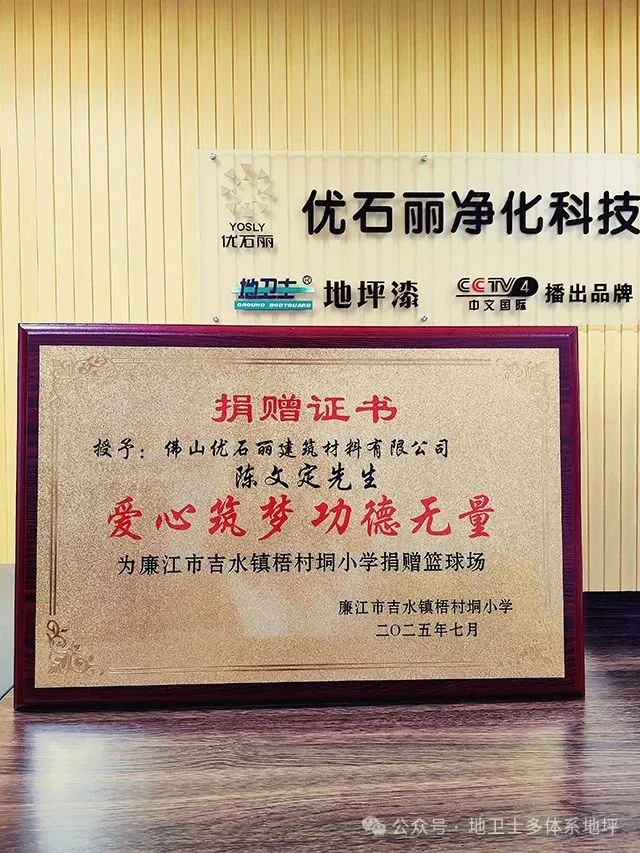 YOSLY
优石丽
优石丽净化科技
地卫士® 地坪漆
GROUND BODYGUARD
CCTV4 播出品牌
中文国际
捐赠证书
授予：佛山优石丽建筑材料有限公司
陈文定先生
爱心筑梦 功德无量
为廉江市吉水镇梧村垌小学捐赠篮球场
廉江市吉水镇梧村垌小学
二〇二五年七月
公众号·地卫士多体系地坪